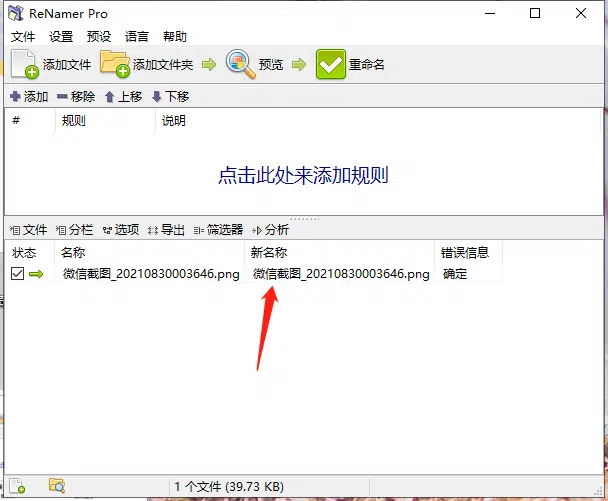 ReNamer Pro
文件 设置 预设 语言 帮助
添加文件 添加文件夹 预览 重命名
添加 移除 上移 下移
# 规则 说明
点击此处来添加规则
文件 分栏 选项 导出 筛选器 分析
状态 名称 新名称 错误信息
微信截图_20210830003646.png 微信截图_20210830003646.png 确定
1 个文件 (39.73 KB)